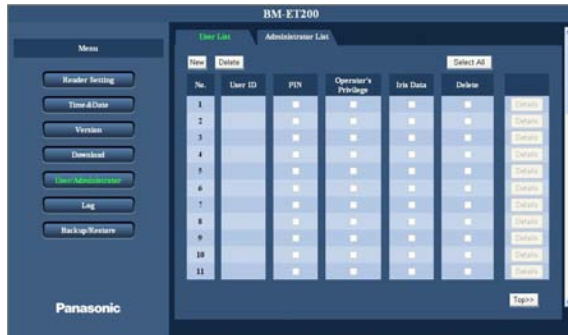 BM-ET200
User List Administrator List
Menu
New Delete Select All
Reader Setting
Time&Date
Version
Download
User/Administrator
Log
Backup/Restore
Panasonic
No. User ID PIN Operator's Privilege Iris Data Delete
1 Details
2 Details
3 Details
4 Details
5 Details
6 Details
7 Details
8 Details
9 Details
10 Details
11 Details
Top>>